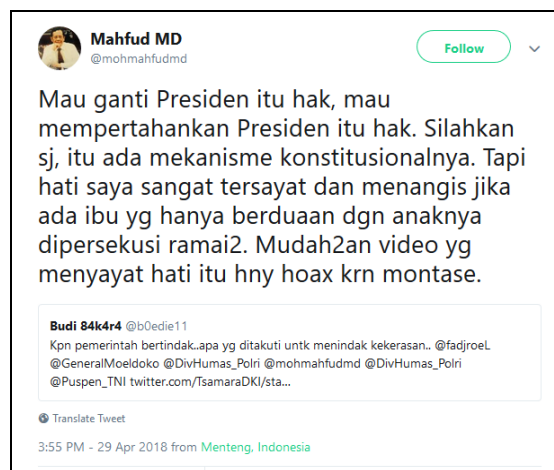 Mahfud MD
@mohmahfudmd
Follow
Mau ganti Presiden itu hak, mau
mempertahankan Presiden itu hak. Silahkan
sj, itu ada mekanisme konstitusionalnya. Tapi
hati saya sangat tersayat dan menangis jika
ada ibu yg hanya berduaan dgn anaknya
dipersekusi ramai2. Mudah2an video yg
menyayat hati itu hny hoax krn montase.
Budi 84k4r4 @b0edie11
Kpn pemerintah bertindak..apa yg ditakuti untk menindak kekerasan.. @fadjroeL
@GeneralMoeldoko @DivHumas_Polri @mohmahfudmd @DivHumas_Polri
@Puspen_TNI twitter.com/TsamaraDKI/sta...
Translate Tweet
3:55 PM - 29 Apr 2018 from Menteng, Indonesia